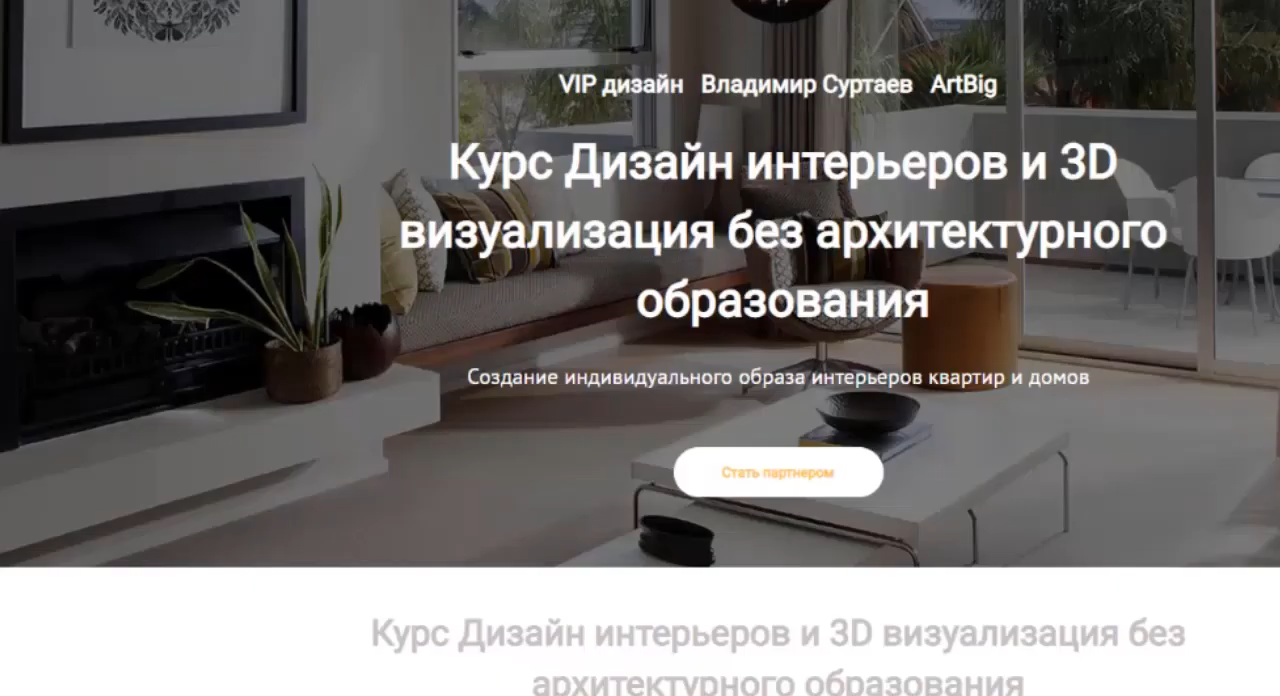 VIP дизайн Владимир Суртаев ArtBig
Курс Дизайн интерьеров и 3D
визуализация без архитектурного
образования
Создание индивидуального образа интерьеров квартир и домов
Стать партнером
Курс Дизайн интерьеров и 3D визуализация без
архитектурного образования